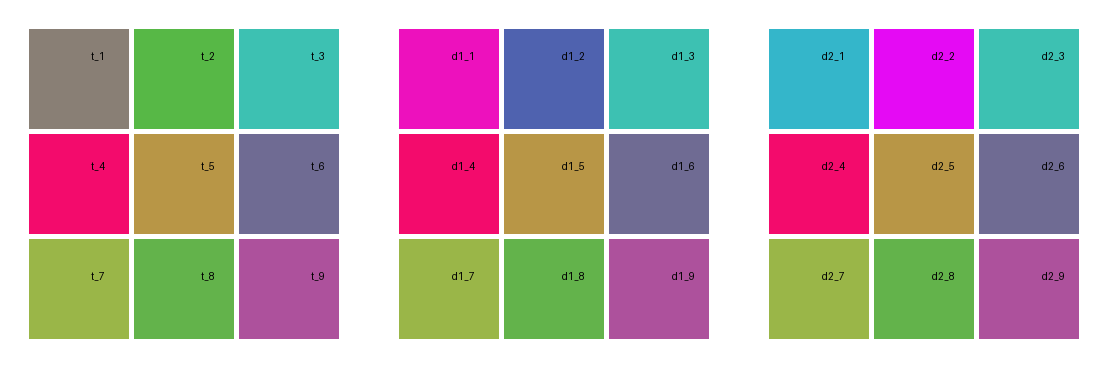 t_1 t_2 t_3 d1_1 d1_2 d1_3 d2_1 d2_2 d2_3
t_4 t_5 t_6 d1_4 d1_5 d1_6 d2_4 d2_5 d2_6
t_7 t_8 t_9 d1_7 d1_8 d1_9 d2_7 d2_8 d2_9